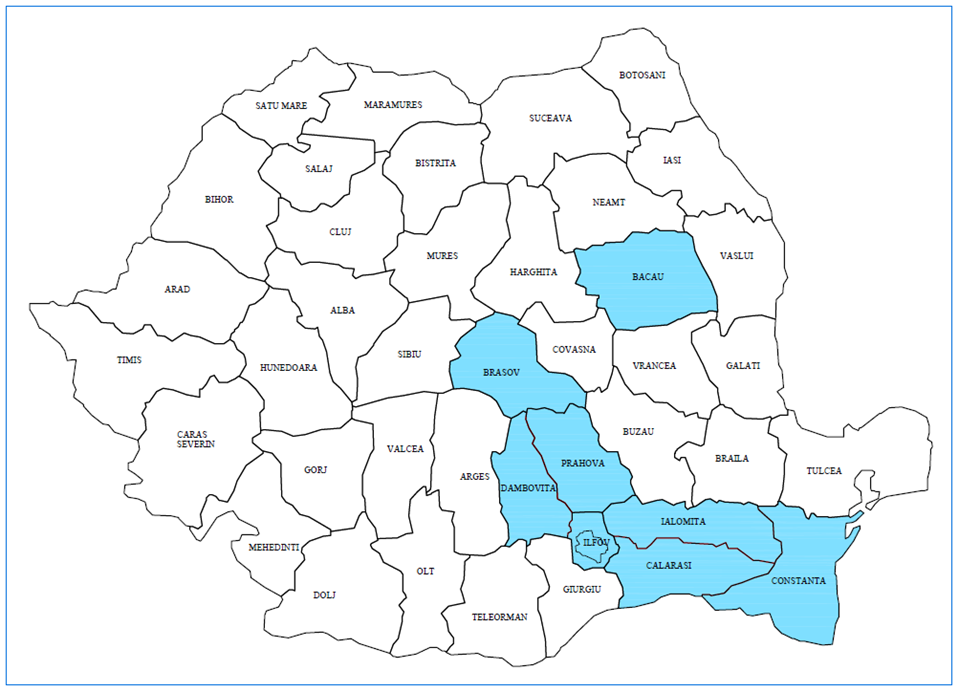 BOTOSANI
SATU MARE
MARAMURES
SUCEAVA
IASI
BISTRITA
SALAJ
BIHOR
NEAMT
CLUJ
MURES
VASLUI
HARGHITA
BACAU
ARAD
ALBA
COVASNA
SIBIU
TIMIS
HUNEDOARA
VRANCEA
GALATI
BRASOV
CARAS
SEVERIN
BUZAU
VALCEA
BRAILA
PRAHOVA
GORJ
TULCEA
ARGES
DAMBOVITA
IALOMITA
ILFOV
MEHEDINTI
CALARASI
OLT
CONSTANTA
GIURGIU
DOLJ
TELEORMAN